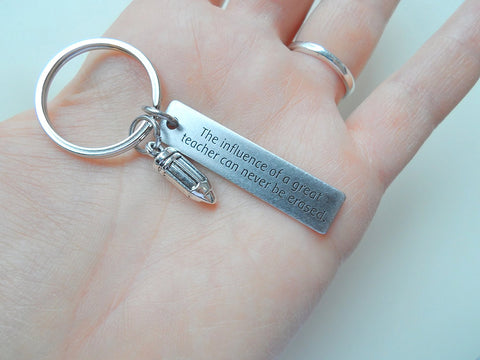 The influence of a great
teacher can never be erased.